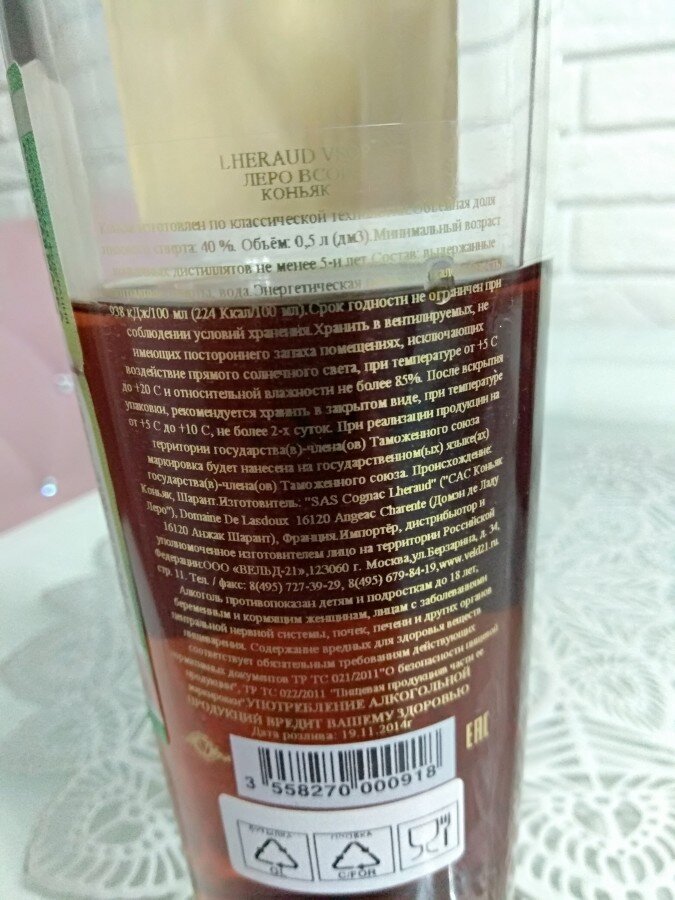 LHERAUD
ЛЕРО
КОНЬЯК
изготовлен по классической доля
спирта: 40 %. Объём: 0,5 л (дм3). Минимальный возраст
дистиллятов не менее 5-и лет. Состав: выдержанные
вода. Энергетическая
938 кДж/100 мл (224 Ккал/100 мл). Срок годности не ограничен при
соблюдении условий хранения. Хранить в вентилируемых, не
имеющих постороннего запаха помещениях, исключающих
воздействие прямого солнечного света, при температуре от +5 С
до +20 С и относительной влажности не более 85%. После вскрытия
упаковки, рекомендуется хранить в закрытом виде, при температуре
от +5 С до +10 С, не более 2-х суток. При реализации продукции на
территории государства(в)-члена(ов) Таможенного союза
маркировка будет нанесена на государственном(ых) языке(ах)
государства(в)-члена(ов) Таможенного союза. Происхождение:
Коньяк, Шарант. Изготовитель: "SAS Cognac Lheraud" ("САС Коньяк
Леро"), Domaine De Lasdoux 16120 Angeac Charente (Домэн де Ладу
16120 Анжак Шарант), Франция. Импортёр, дистрибьютор и
уполномоченное изготовителем лицо на территории Российской
Федерации: ООО «ВЕЛЬД-21», 123060 г. Москва, ул. Берзарина, д. 34,
стр. 11. Тел. / факс: 8(495) 727-39-29, 8(495) 679-84-19, www.veld21.ru.
Алкоголь противопоказан детям и подросткам до 18 лет,
беременным и кормящим женщинам, лицам с заболеваниями
центральной нервной системы, почек, печени и других органов
пищеварения. Содержание вредных для здоровья веществ
соответствует обязательным требованиям действующих
нормативных документов ТР ТС 021/2011 "О безопасности пищевой
продукции", ТР ТС 022/2011 "Пищевая продукция в части ее
маркировки". УПОТРЕБЛЕНИЕ АЛКОГОЛЬНОЙ
ПРОДУКЦИИ ВРЕДИТ ВАШЕМУ ЗДОРОВЬЮ
Дата розлива: 19.11.2014г
EAC
3 558270 000918
БУТЫЛКА ПРОБКА
GL C/FOR